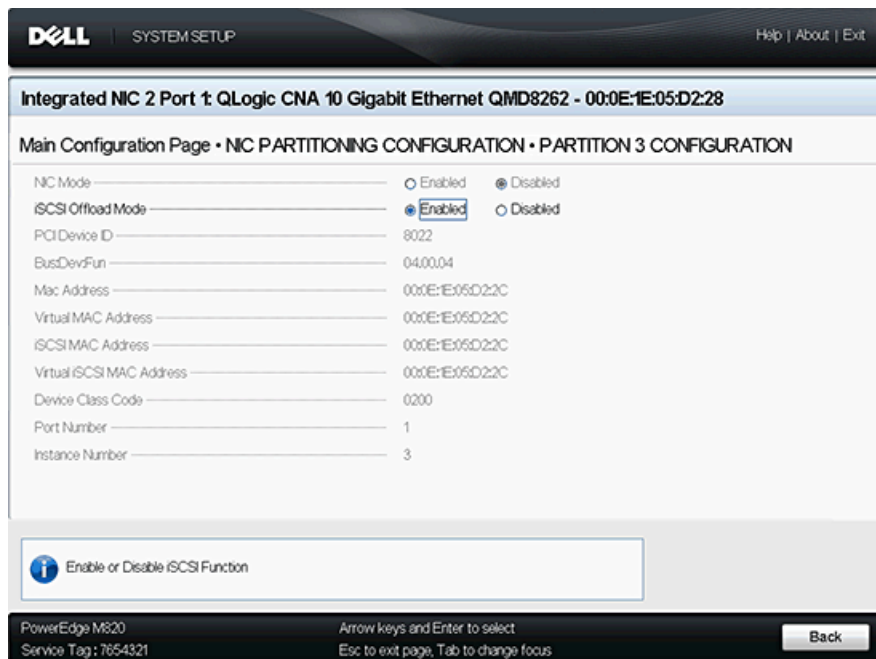 DELL SYSTEM SETUP Help | About | Exit
Integrated NIC 2 Port 1: QLogic CNA 10 Gigabit Ethernet QMD8262 - 00:0E:1E:05:D2:28
Main Configuration Page • NIC PARTITIONING CONFIGURATION • PARTITION 3 CONFIGURATION
NIC Mode Enabled Disabled
iSCSI Offload Mode Enabled Disabled
PCI Device ID 8022
Bus:Dev:Fun 04:00:04
Mac Address 00:0E:1E:05:D2:2C
Virtual MAC Address 00:0E:1E:05:D2:2C
iSCSI MAC Address 00:0E:1E:05:D2:2C
Virtual iSCSI MAC Address 00:0E:1E:05:D2:2C
Device Class Code 0200
Port Number 1
Instance Number 3
Enable or Disable iSCSI Function
PowerEdge M820 Arrow keys and Enter to select
Service Tag : 7654321 Esc to exit page, Tab to change focus
Back